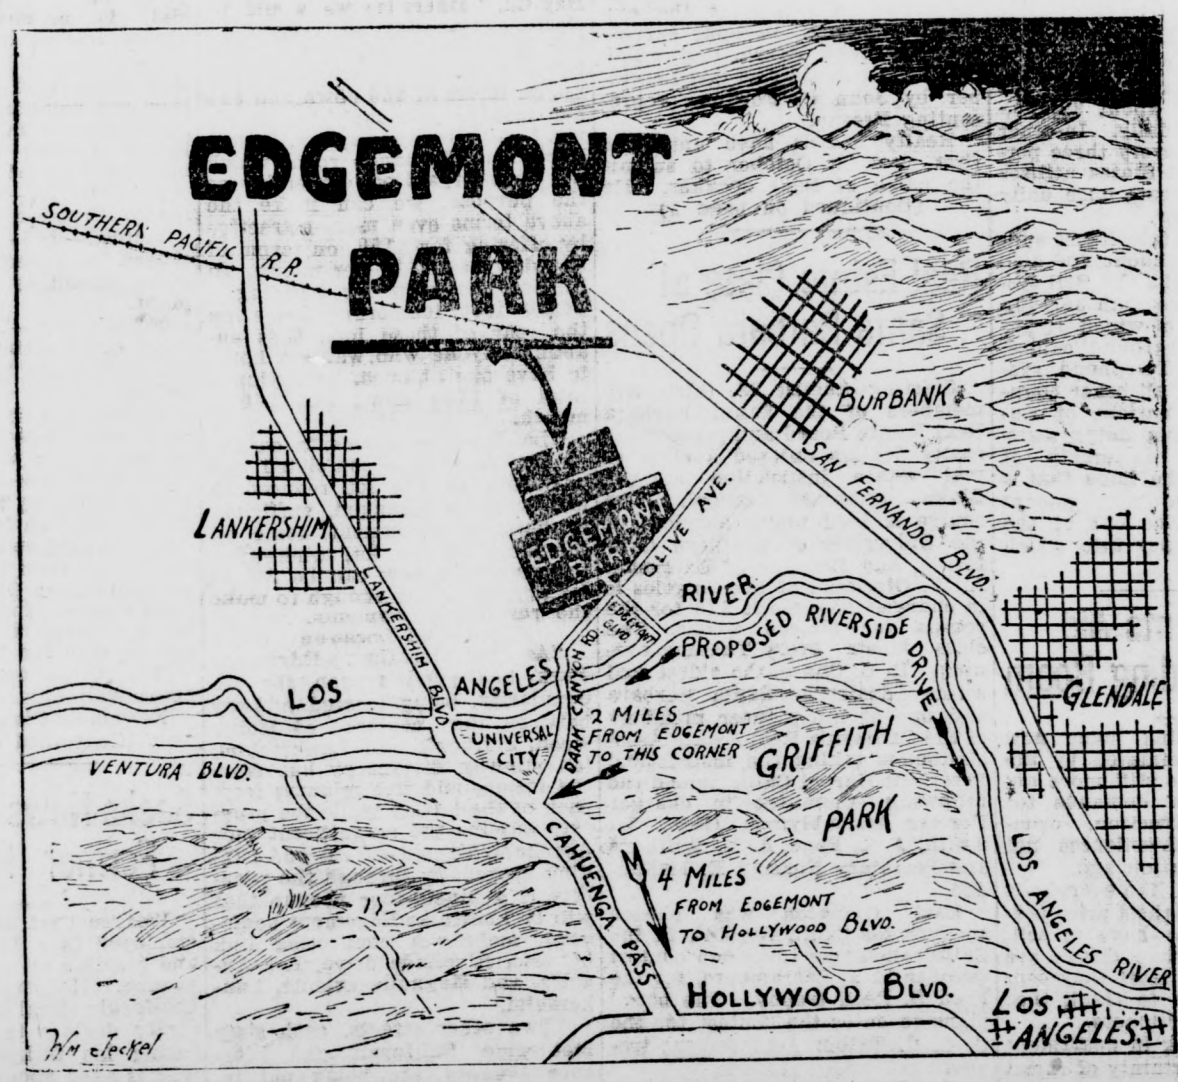 EDGEMONT
PARK
SOUTHERN PACIFIC R.R.
BURBANK
SAN FERNANDO BLVD.
LANKERSHIM
LANKERSHIM BLVD.
EDGEMONT
PARK
OLIVE AVE.
EDGEMONT
BLVD.
LOS ANGELES RIVER
PROPOSED RIVERSIDE DRIVE
GLENDALE
DARK CANYON RD.
UNIVERSAL
CITY
2 MILES
FROM EDGEMONT
TO THIS CORNER
GRIFFITH
PARK
VENTURA BLVD.
CAHUENGA PASS
4 MILES
FROM EDGEMONT
TO HOLLYWOOD BLVD.
LOS ANGELES RIVER
HOLLYWOOD BLVD.
LOS
ANGELES.